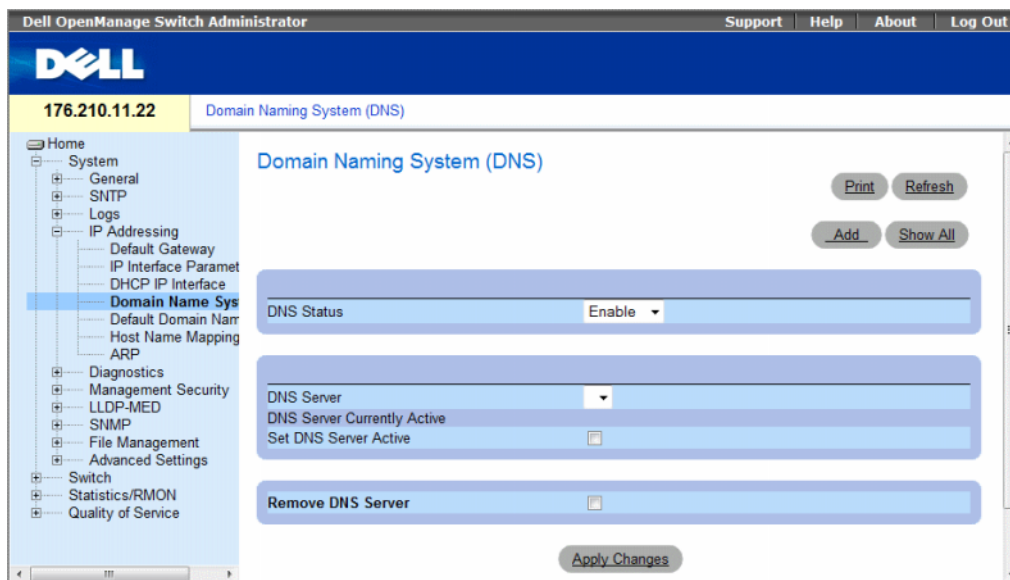 Dell OpenManage Switch Administrator
Support Help About Log Out
DELL
176.210.11.22
Domain Naming System (DNS)
Home
System
General
SNTP
Logs
IP Addressing
Default Gateway
IP Interface Paramet
DHCP IP Interface
Domain Name Sys
Default Domain Nam
Host Name Mapping
ARP
Diagnostics
Management Security
LLDP-MED
SNMP
File Management
Advanced Settings
Switch
Statistics/RMON
Quality of Service
Domain Naming System (DNS)
Print Refresh
Add Show All
DNS Status Enable
DNS Server
DNS Server Currently Active
Set DNS Server Active
Remove DNS Server
Apply Changes